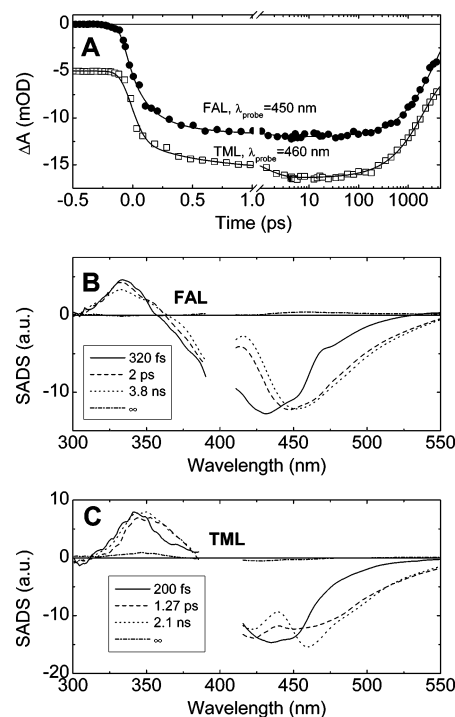 A
0
-5
-10
-15
ΔA (mOD)
FAL, λprobe=450 nm
TML, λprobe=460 nm
-0.5 0.0 0.5 1.0 10 100 1000
Time (ps)
B
FAL
0
-10
SADS (a.u.)
320 fs
2 ps
3.8 ns
∞
300 350 400 450 500 550
Wavelength (nm)
C
TML
10
0
-10
-20
SADS (a.u.)
200 fs
1.27 ps
2.1 ns
∞
300 350 400 450 500 550
Wavelength (nm)